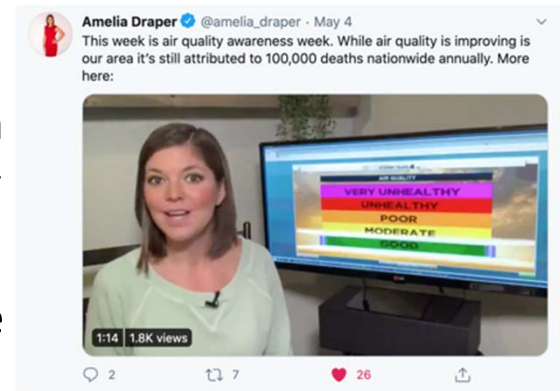 Amelia Draper @amelia_draper · May 4
This week is air quality awareness week. While air quality is improving is
our area it's still attributed to 100,000 deaths nationwide annually. More
here:
AIR QUALITY
VERY UNHEALTHY
UNHEALTHY
POOR
MODERATE
GOOD
1:14 1.8K views
2 7 26